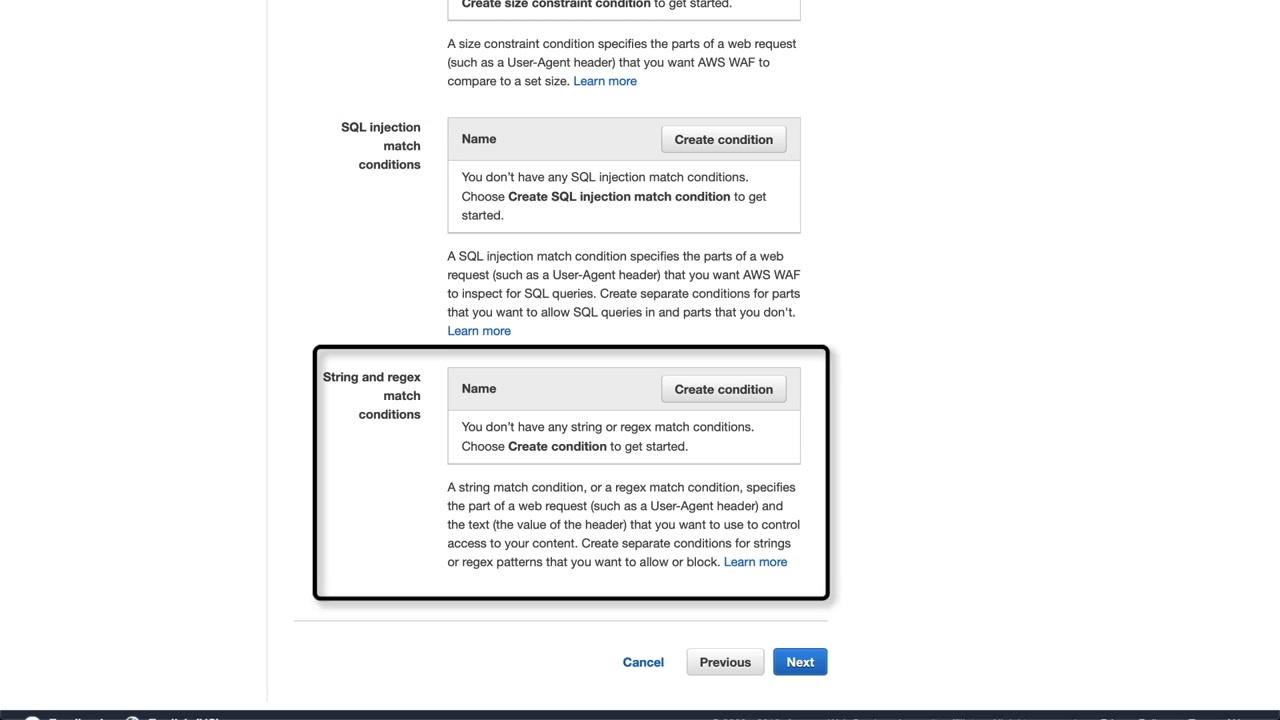 Create size constraint condition to get started.
A size constraint condition specifies the parts of a web request
(such as a User-Agent header) that you want AWS WAF to
compare to a set size. Learn more
SQL injection
match
conditions
Name
Create condition
You don't have any SQL injection match conditions.
Choose Create SQL injection match condition to get
started.
A SQL injection match condition specifies the parts of a web
request (such as a User-Agent header) that you want AWS WAF
to inspect for SQL queries. Create separate conditions for parts
that you want to allow SQL queries in and parts that you don't.
Learn more
String and regex
match
conditions
Name
Create condition
You don't have any string or regex match conditions.
Choose Create condition to get started.
A string match condition, or a regex match condition, specifies
the part of a web request (such as a User-Agent header) and
the text (the value of the header) that you want to use to control
access to your content. Create separate conditions for strings
or regex patterns that you want to allow or block. Learn more
Cancel
Previous
Next